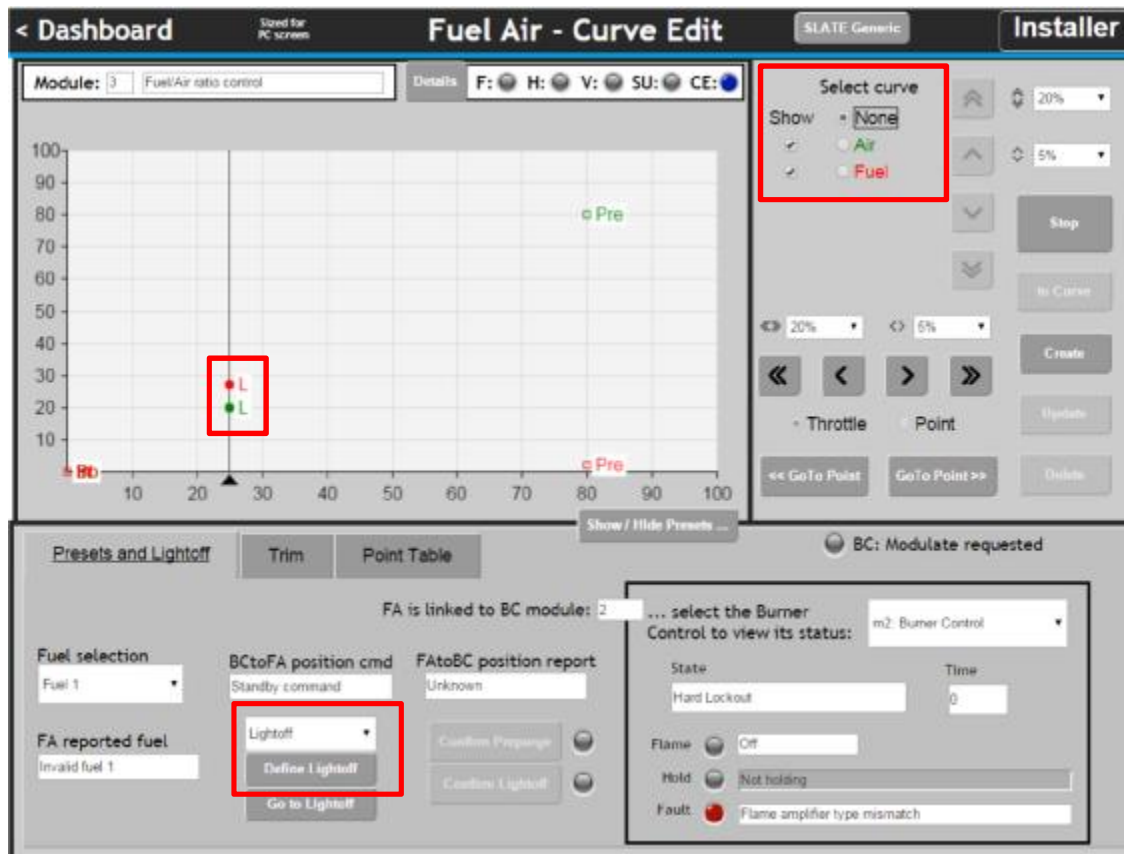 < Dashboard
Sized for
PC screen
Fuel Air - Curve Edit
SLATE Generic
Installer
Module: 3 Fuel/Air ratio control
Details
F: H: V: SU: CE:
Select curve
Show None
Air
Fuel
20%
5%
Stop
In Curve
Create
Update
Delete
20%
5%
Throttle Point
<< GoTo Point
GoTo Point >>
100
90
80
70
60
50
40
30
20
10
Pre
L
L
Pre
10 20 30 40 50 60 70 80 90 100
Show / Hide Presets ...
Presets and Lightoff
Trim
Point Table
BC: Modulate requested
FA is linked to BC module: 2
... select the Burner
Control to view its status:
m2: Burner Control
Fuel selection
Fuel 1
BCtoFA position cmd
Standby command
FAtoBC position report
Unknown
State
Hard Lockout
Time
0
FA reported fuel
Invalid fuel 1
Lightoff
Define Lightoff
Go to Lightoff
Confirm Prepurge
Confirm Lightoff
Flame Off
Hold Not holding
Fault Flame amplifier type mismatch